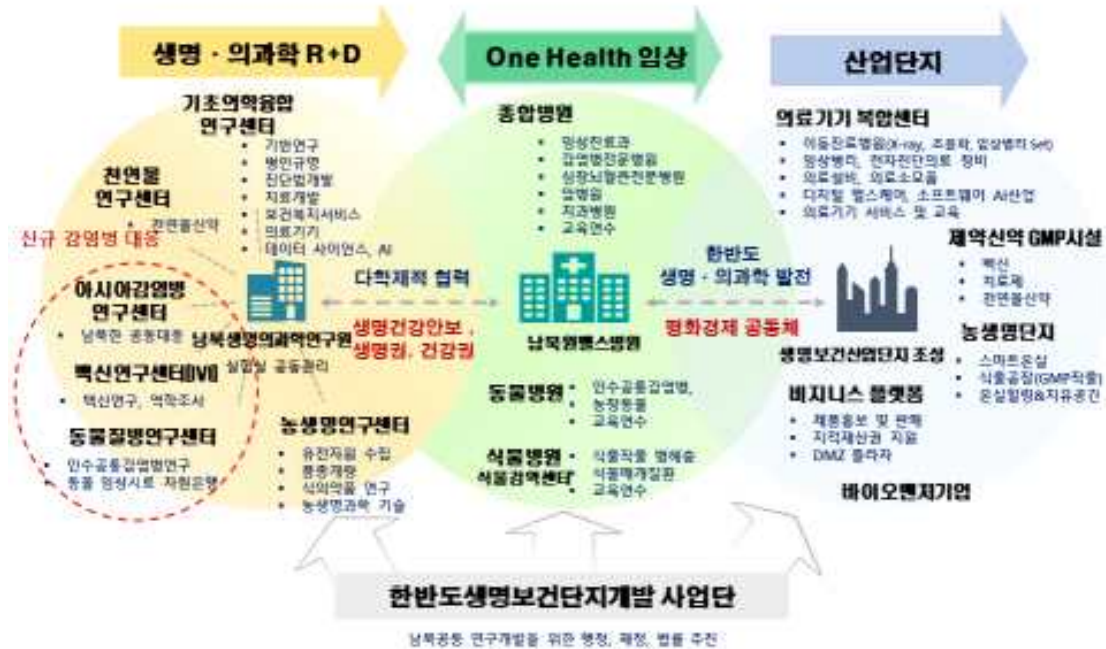 생명 · 의과학 R+D
One Health 임상
산업단지
기초의학융합
연구센터
• 기반연구
• 병인규명
• 진단법개발
• 치료개발
• 보건복지서비스
• 의료기기
• 데이터 사이언스, AI
천연물
연구센터
• 천연물신약
신규 감염병 대응
아시아감염병
연구센터
• 남북한 공동대응
백신연구센터(IVI)
• 백신연구, 역학조사
동물질병연구센터
• 인수공통감염병연구
• 동물 임상시료 자원은행
남북생명의과학연구원
실험실 공동관리
농생명연구센터
• 유전자원 수집
• 품종개량
• 식의약품 연구
• 농생명과학 기술
다학제적 협력
생명건강안보,
생명권, 건강권
종합병원
• 임상진료과
• 감염병전문병원
• 심장뇌혈관전문병원
• 암병원
• 치과병원
• 교육연수
남북원헬스병원
동물병원
• 인수공통감염병,
• 농장동물
• 교육연수
식물병원
식물검역센터
• 식물작물 병해충
• 식물매개질환
• 교육연수
한반도
생명 · 의과학 발전
평화경제 공동체
의료기기 복합센터
• 이동진료병원(X-ray, 초음파, 임상병리 Set)
• 임상병리, 전자진단의료 장비
• 의료설비, 의료소모품
• 디지털 헬스케어, 소프트웨어 AI산업
• 의료기기 서비스 및 교육
제약신약 GMP시설
• 백신
• 치료제
• 천연물신약
농생명단지
• 스마트온실
• 식물공장(GMP작물)
• 온실힐링&치유공간
생명보건산업단지 조성
비지니스 플랫폼
• 제품홍보 및 판매
• 지적재산권 지원
• DMZ 플라자
바이오벤처기업
한반도생명보건단지개발 사업단
남북공동 연구개발을 위한 행정, 재정, 법률 추진